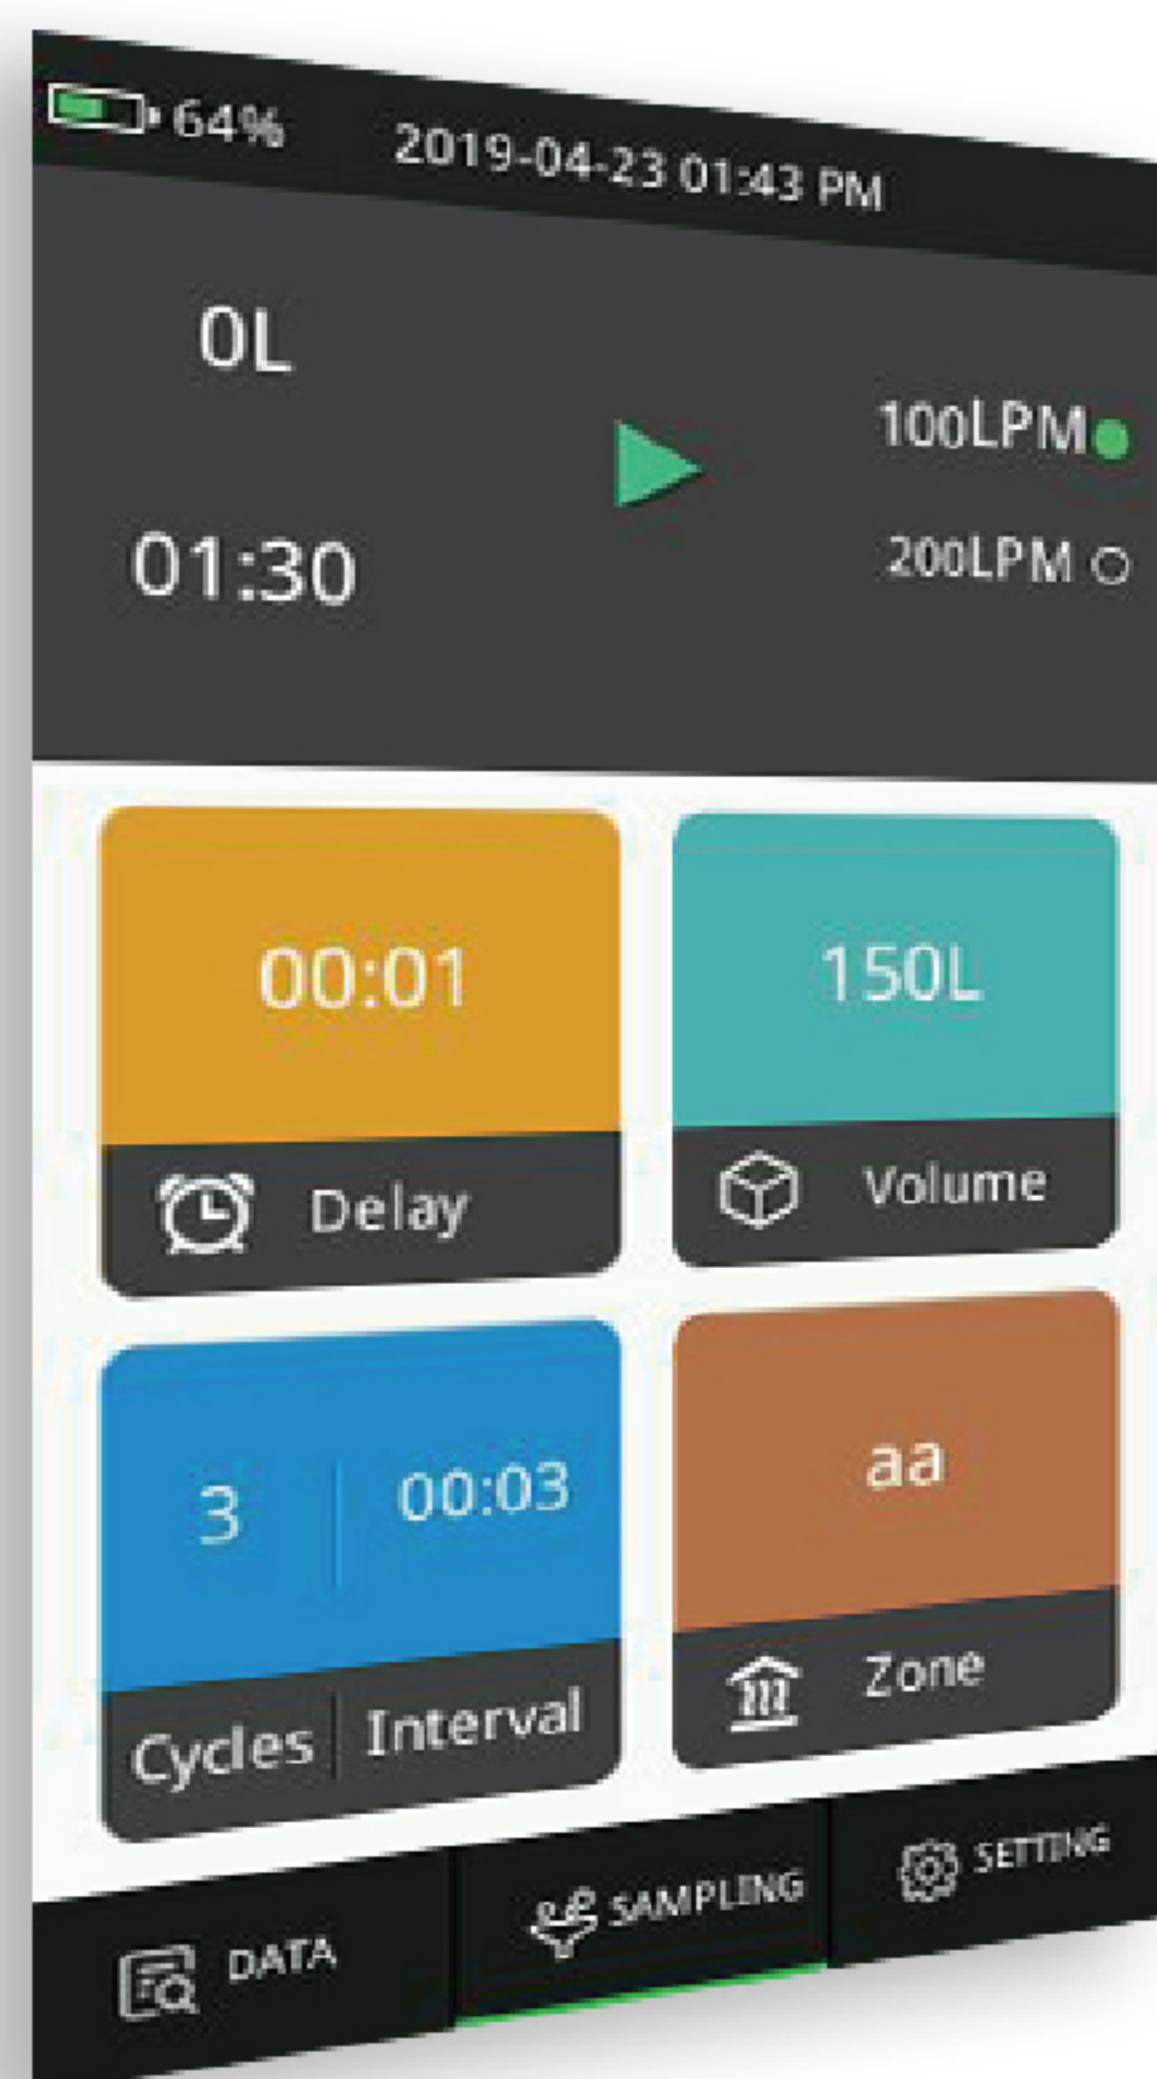 64% 2019-04-23 01:43 PM
0L
100LPM
01:30
200LPM
00:01
150L
Delay
Volume
3 00:03
aa
Cycles Interval
Zone
DATA SAMPLING SETTING